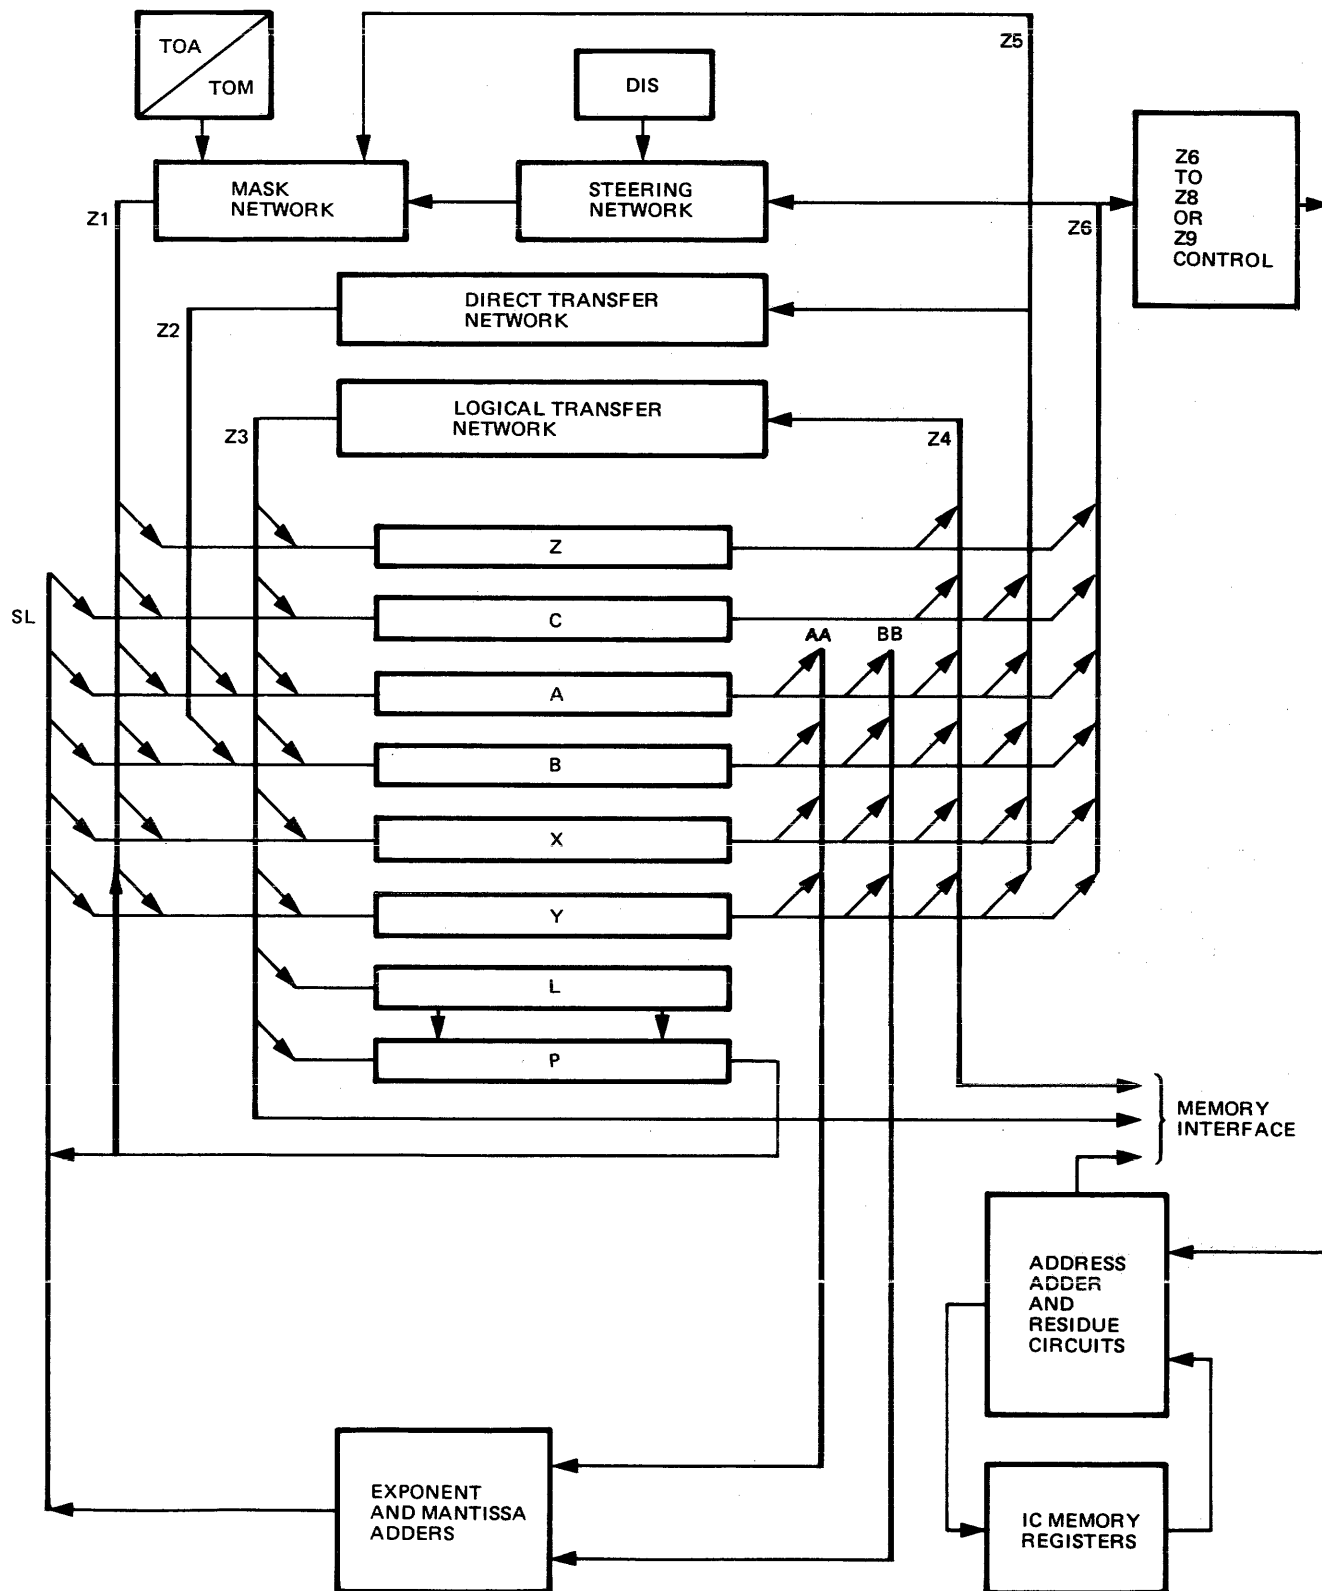 TOA
TOM
DIS
Z5
Z6
TO
Z8
OR
Z9
CONTROL
MASK
NETWORK
STEERING
NETWORK
Z1
Z6
DIRECT TRANSFER
NETWORK
Z2
LOGICAL TRANSFER
NETWORK
Z3
Z4
Z
SL
C
AA
BB
A
B
X
Y
L
P
MEMORY
INTERFACE
ADDRESS
ADDER
AND
RESIDUE
CIRCUITS
EXPONENT
AND MANTISSA
ADDERS
IC MEMORY
REGISTERS